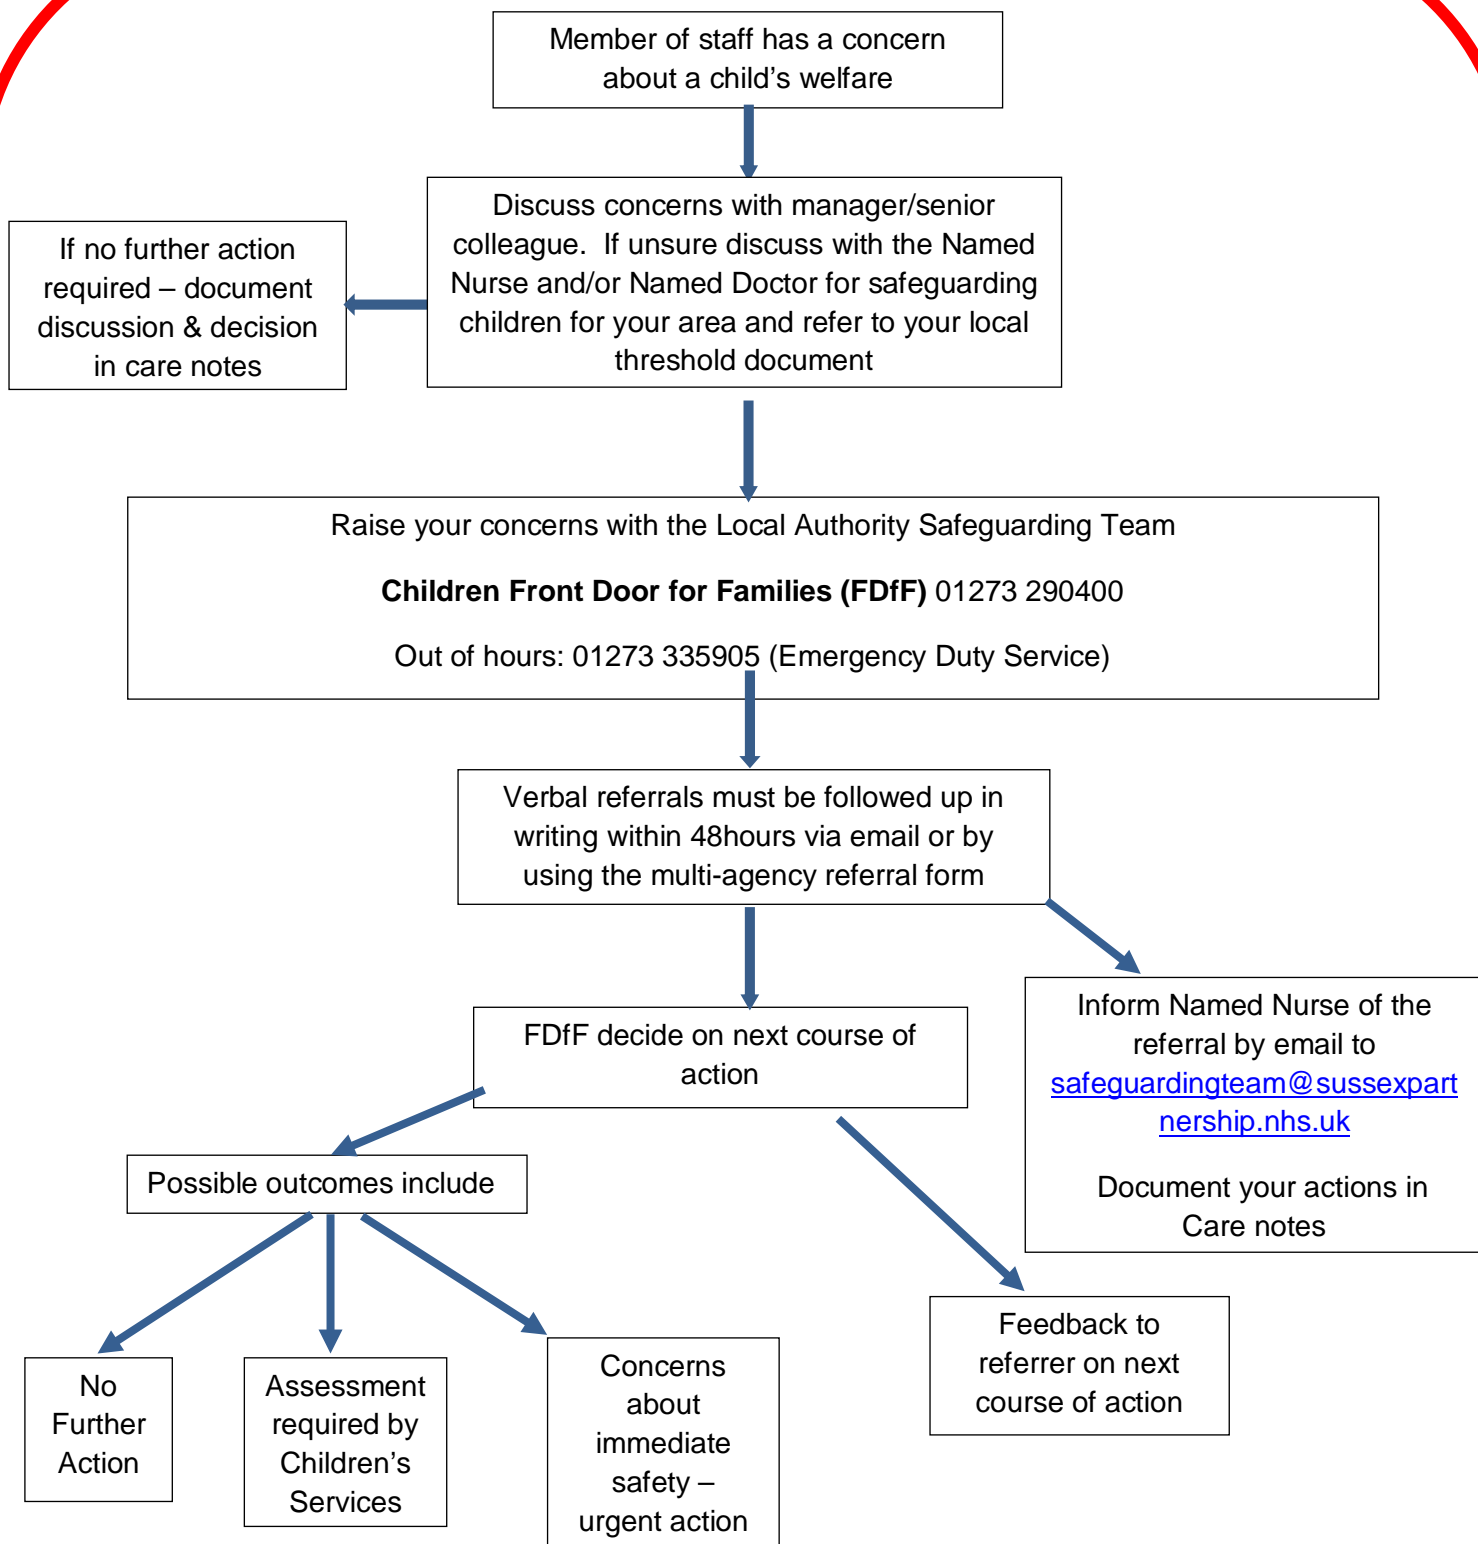 Member of staff has a concern
about a child’s welfare
Discuss concerns with manager/senior
colleague.  If unsure discuss with the Named
Nurse and/or Named Doctor for safeguarding
children for your area and refer to your local
threshold document
If no further action
required – document
discussion & decision
in care notes
Raise your concerns with the Local Authority Safeguarding Team
Children Front Door for Families (FDfF) 01273 290400
Out of hours: 01273 335905 (Emergency Duty Service)
Verbal referrals must be followed up in
writing within 48hours via email or by
using the multi-agency referral form
FDfF decide on next course of
action
Inform Named Nurse of the
referral by email to
safeguardingteam@sussexpart
nership.nhs.uk
Document your actions in
Care notes
Possible outcomes include
No
Further
Action
Assessment
required by
Children’s
Services
Concerns
about
immediate
safety –
urgent action
Feedback to
referrer on next
course of action